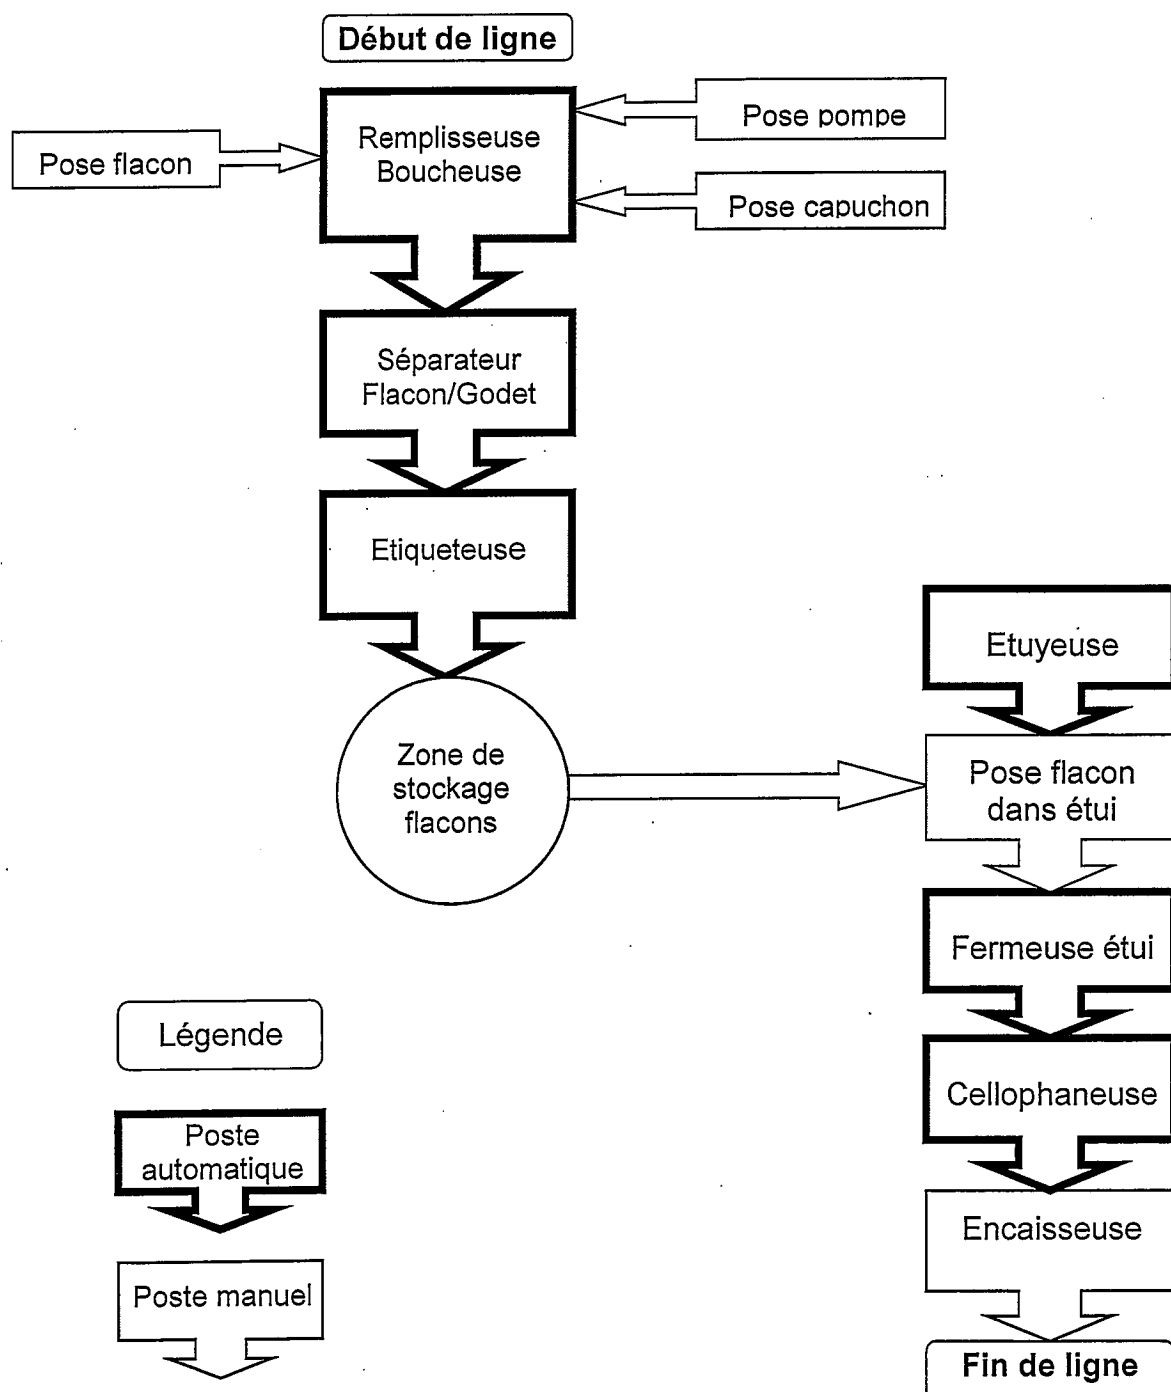 Début de ligne
Pose flacon
Remplisseuse
Boucheuse
Pose pompe
Pose capuchon
Séparateur
Flacon/Godet
Etiqueteuse
Zone de
stockage
flacons
Etuyeuse
Pose flacon
dans étui
Fermeuse étui
Cellophaneuse
Encaisseuse
Fin de ligne
Légende
Poste
automatique
Poste manuel